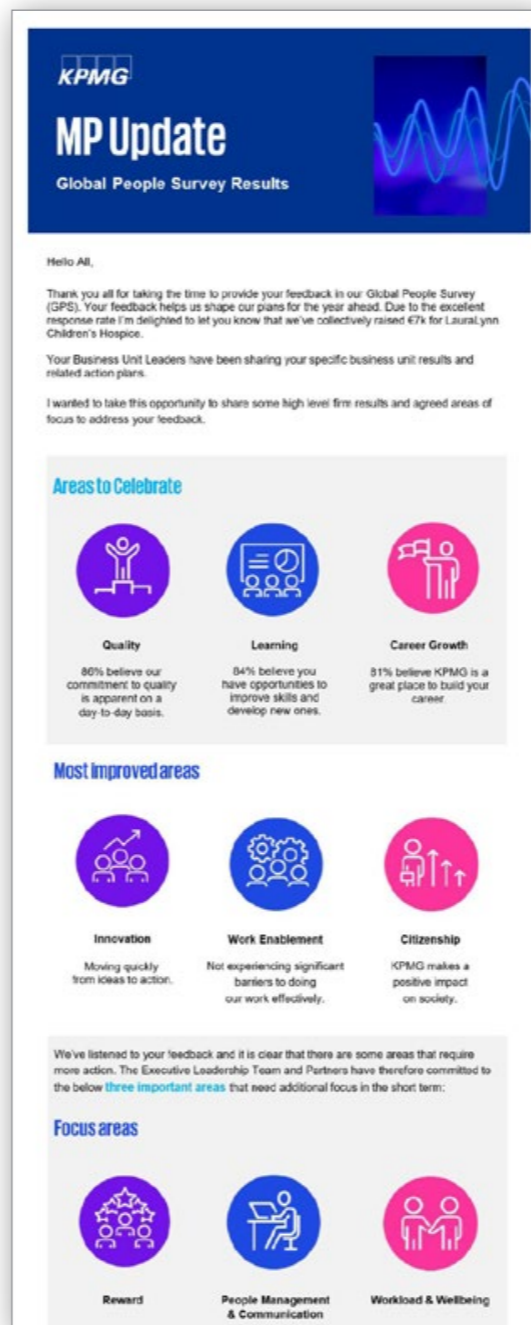 KPMG
MP Update
Global People Survey Results
Hello All,
Thank you all for taking the time to provide your feedback in our Global People Survey
(GPS). Your feedback helps us shape our plans for the year ahead. Due to the excellent
response rate I'm delighted to let you know that we've collectively raised €7k for LauraLynn
Children's Hospice.
Your Business Unit Leaders have been sharing your specific business unit results and
related action plans.
I wanted to take this opportunity to share some high level firm results and agreed areas of
focus to address your feedback.
Areas to Celebrate
Quality
86% believe our
commitment to quality
is apparent on a
day-to-day basis.
Learning
84% believe you
have opportunities to
improve skills and
develop new ones.
Career Growth
81% believe KPMG is a
great place to build your
career.
Most improved areas
Innovation
Moving quickly
from ideas to action.
Work Enablement
Not experiencing significant
barriers to doing
our work effectively.
Citizenship
KPMG makes a
positive impact
on society.
We've listened to your feedback and it is clear that there are some areas that require
more action. The Executive Leadership Team and Partners have therefore committed to
the below three important areas that need additional focus in the short term:
Focus areas
Reward
People Management
& Communication
Workload & Wellbeing